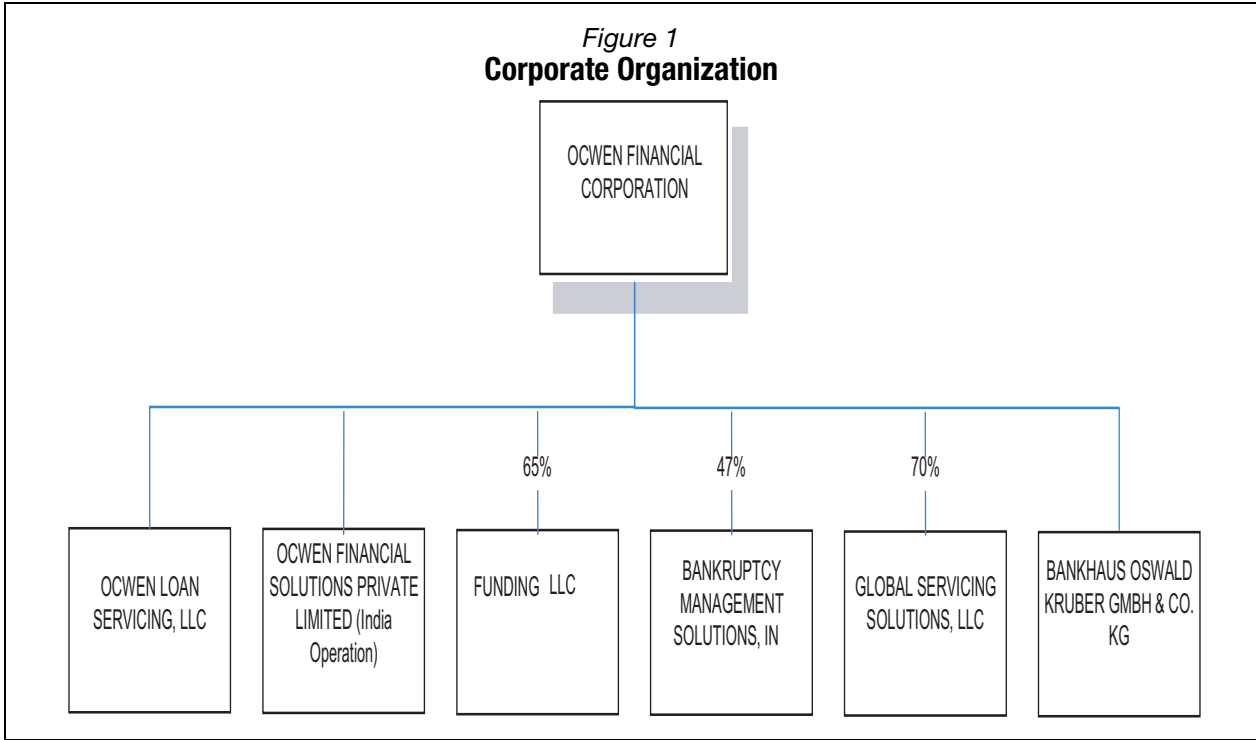 Figure 1
Corporate Organization
OCWEN FINANCIAL
CORPORATION
65%
47%
70%
OCWEN LOAN
SERVICING, LLC
OCWEN FINANCIAL
SOLUTIONS PRIVATE
LIMITED (India
Operation)
FUNDING LLC
BANKRUPTCY
MANAGEMENT
SOLUTIONS, IN
GLOBAL SERVICING
SOLUTIONS, LLC
BANKHAUS OSWALD
KRUBER GMBH & CO.
KG